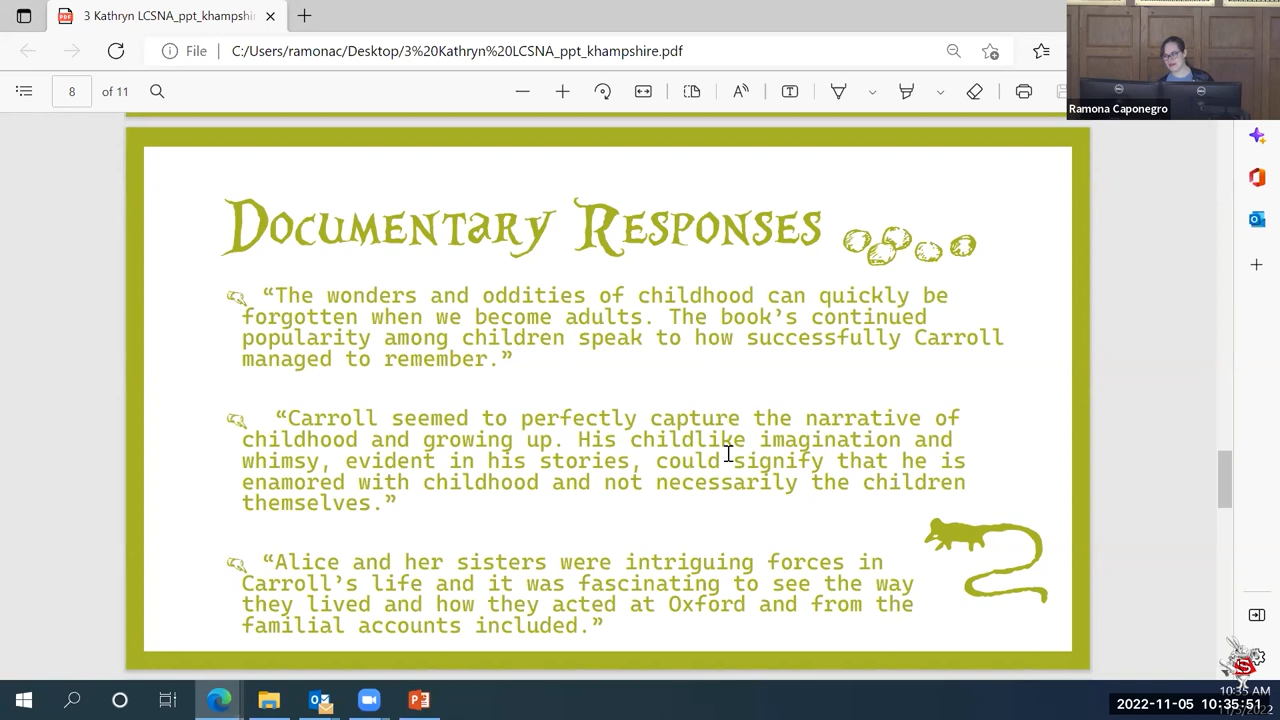 3 Kathryn LCSNA_ppt_khampshi
File
C:/Users/ramonac/Desktop/3%20Kathryn%20LCSNA_ppt_khampshire.pdf
8 of 11
Ramona Caponegro
Documentary Responses
“The wonders and oddities of childhood can quickly be
forgotten when we become adults. The book’s continued
popularity among children speak to how successfully Carroll
managed to remember.”
“Carroll seemed to perfectly capture the narrative of
childhood and growing up. His childlike imagination and
whimsy, evident in his stories, could signify that he is
enamored with childhood and not necessarily the children
themselves.”
“Alice and her sisters were intriguing forces in
Carroll’s life and it was fascinating to see the way
they lived and how they acted at Oxford and from the
familial accounts included.”
10:35 AM
2022-11-05 10:35:51